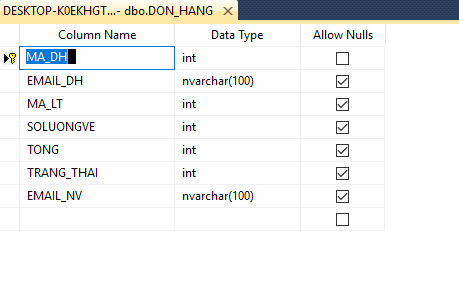 DESKTOP-K0EKHGT...- dbo.DON_HANG
Column Name Data Type Allow Nulls
MA_DH int
EMAIL_DH nvarchar(100)
MA_LT int
SOLUONGVE int
TONG int
TRANG_THAI int
EMAIL_NV nvarchar(100)